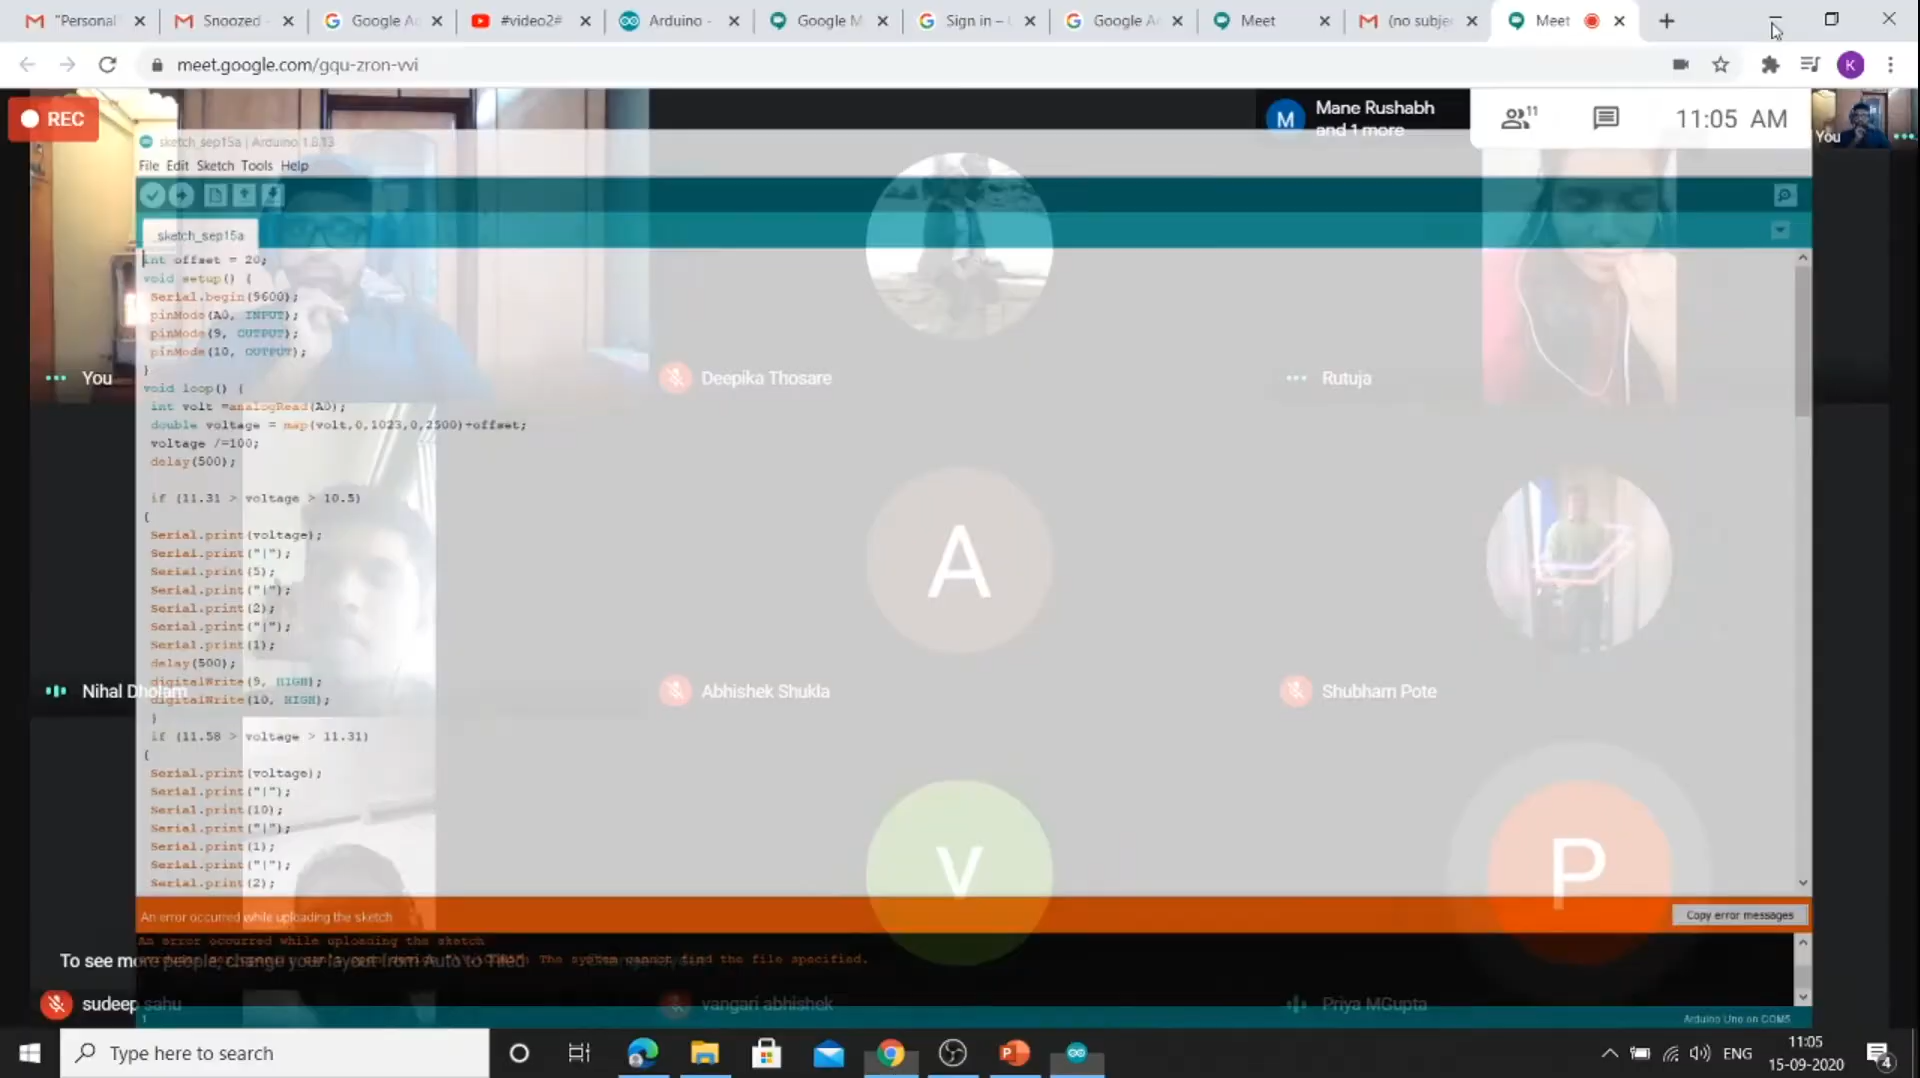 "Personal
Snoozed
Google A
#video2#
Arduino -
Google M
Sign in –
Google A
Meet
(no subje
Meet
meet.google.com/gqu-zron-vvi
K
REC
M
Mane Rushabh
and 1 more
11
11:05 AM
You
sketch_sep15a | Arduino 1.8.13
File Edit Sketch Tools Help
sketch_sep15a
int offset = 20;
void setup() {
Serial.begin(9600);
pinMode(A0, INPUT);
pinMode(9, OUTPUT);
pinMode(10, OUTPUT);
}
void loop() {
int volt =analogRead(A0);
double voltage = map(volt,0,1023,0,2500)+offset;
voltage /=100;
delay(500);
if (11.31 > voltage > 10.5)
{
Serial.print(voltage);
Serial.print("|");
Serial.print(5);
Serial.print("|");
Serial.print(2);
Serial.print("|");
Serial.print(1);
delay(500);
digitalWrite(9, HIGH);
digitalWrite(10, HIGH);
}
if (11.58 > voltage > 11.31)
{
Serial.print(voltage);
Serial.print("|");
Serial.print(10);
Serial.print("|");
Serial.print(1);
Serial.print("|");
Serial.print(2);
You
Deepika Thosare
Rutuja
A
Nihal Dholam
Abhishek Shukla
Shubham Pote
V
P
An error occurred while uploading the sketch
Copy error messages
An error occurred while uploading the sketch
The system cannot find the file specified.
To see more people, change your layout from Auto to Tiled
sudeep sahu
vangari abhishek
Priya MGupta
1
Arduino Uno on COM5
Type here to search
ENG
11:05
15-09-2020
4